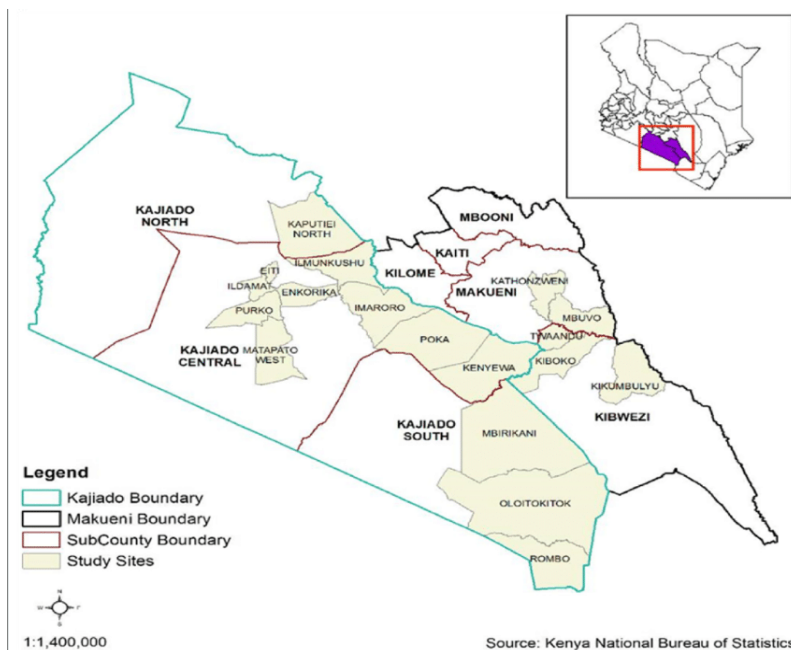 MBOONI
KAJIADO
NORTH
KAPUTIEI
NORTH
KAITI
KILOME
ILMUNKUSHU
EITI
MAKUENI
KATHONZWENI
ILDAMAT
ENKORIKA
PURKO
IMARORO
MBUVO
TWAANDU
KAJIADO
CENTRAL
MATAPATO
WEST
POKA
KIBOKO
KENYEWA
KIKUMBULYU
KIBWEZI
KAJIADO
SOUTH
MBIRIKANI
OLOITOKITOK
ROMBO
Legend
Kajiado Boundary
Makueni Boundary
SubCounty Boundary
Study Sites
N
S
1:1,400,000
Source: Kenya National Bureau of Statistics